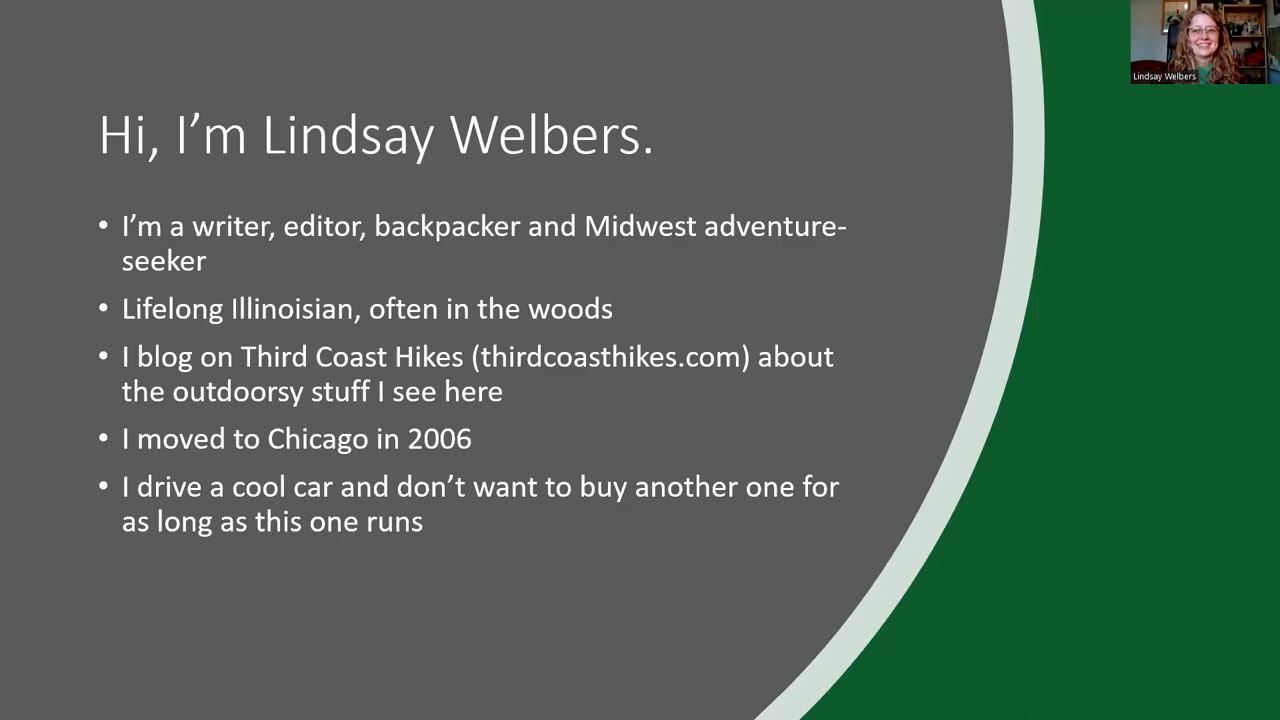 Lindsay Welbers
Hi, I’m Lindsay Welbers.
• I’m a writer, editor, backpacker and Midwest adventure-
seeker
• Lifelong Illinoisian, often in the woods
• I blog on Third Coast Hikes (thirdcoasthikes.com) about
the outdoorsy stuff I see here
• I moved to Chicago in 2006
• I drive a cool car and don’t want to buy another one for
as long as this one runs